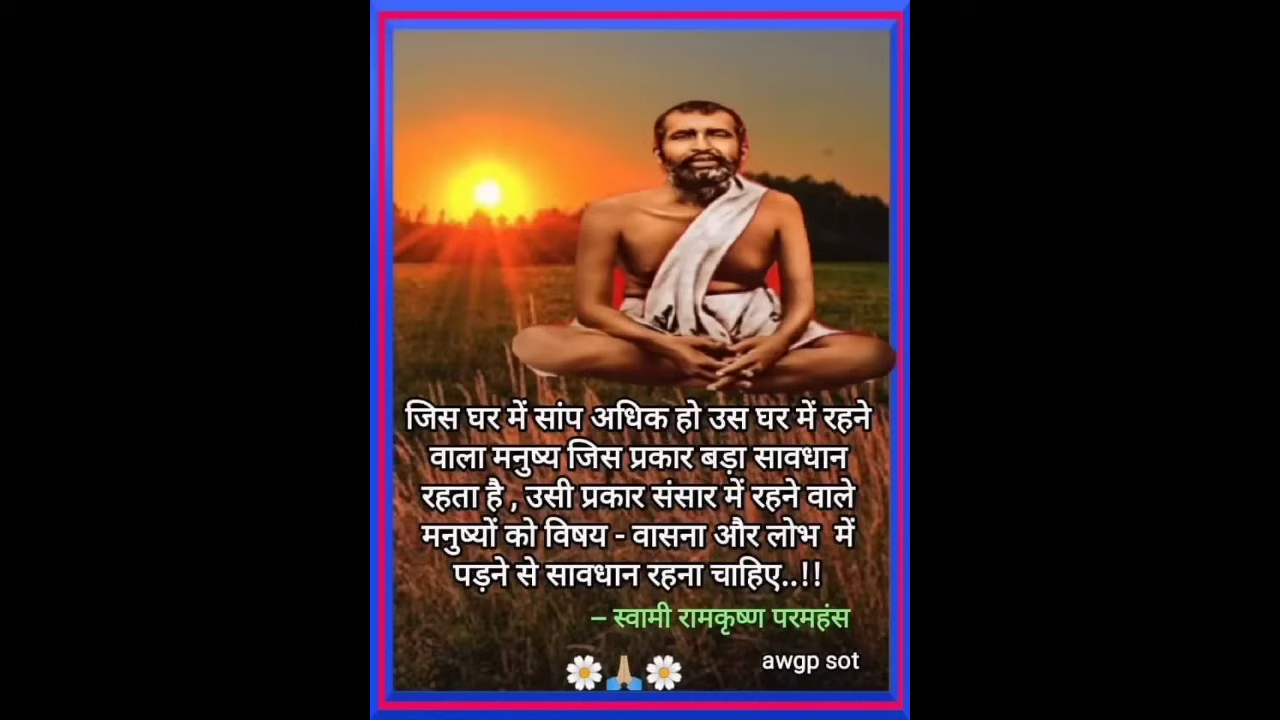 जिस घर में सांप अधिक हो उस घर में रहने
वाला मनुष्य जिस प्रकार बड़ा सावधान
रहता है , उसी प्रकार संसार में रहने वाले
मनुष्यों को विषय - वासना और लोभ में
पड़ने से सावधान रहना चाहिए..!!
– स्वामी रामकृष्ण परमहंस
awgp sot